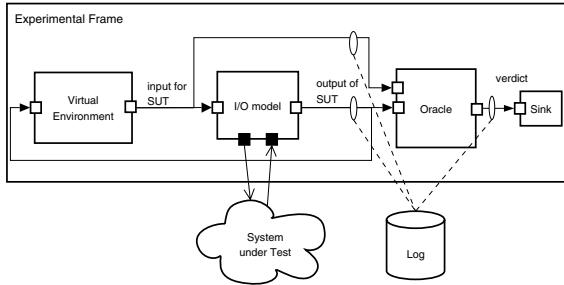 Experimental Frame
Virtual
Environment
input for
SUT
I/O model
output of
SUT
Oracle
verdict
Sink
System
under Test
Log